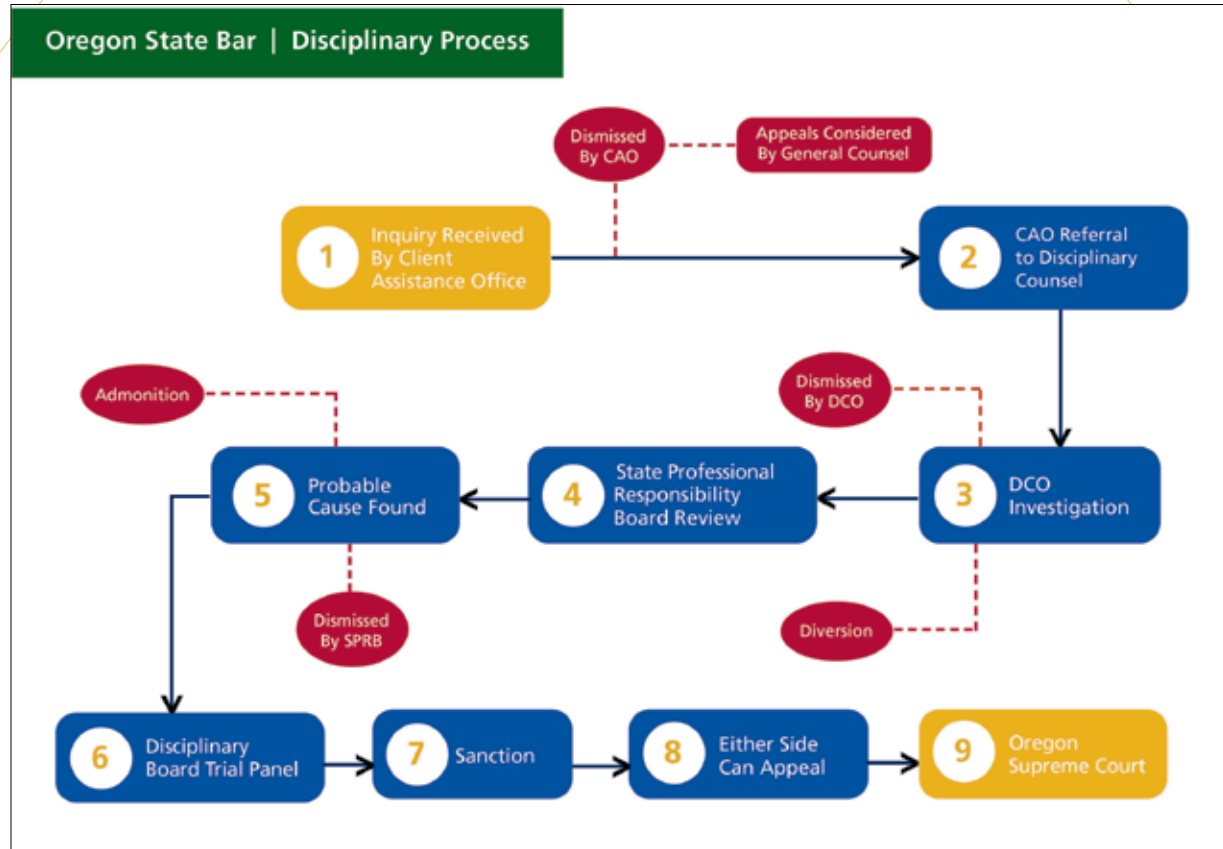 Oregon State Bar | Disciplinary Process
Dismissed
By CAO
Appeals Considered
By General Counsel
1
Inquiry Received
By Client
Assistance Office
2
CAO Referral
to Disciplinary
Counsel
Admonition
Dismissed
By DCO
5
Probable
Cause Found
4
State Professional
Responsibility
Board Review
3
DCO
Investigation
Dismissed
By SPRB
Diversion
6
Disciplinary
Board Trial Panel
7
Sanction
8
Either Side
Can Appeal
9
Oregon
Supreme Court